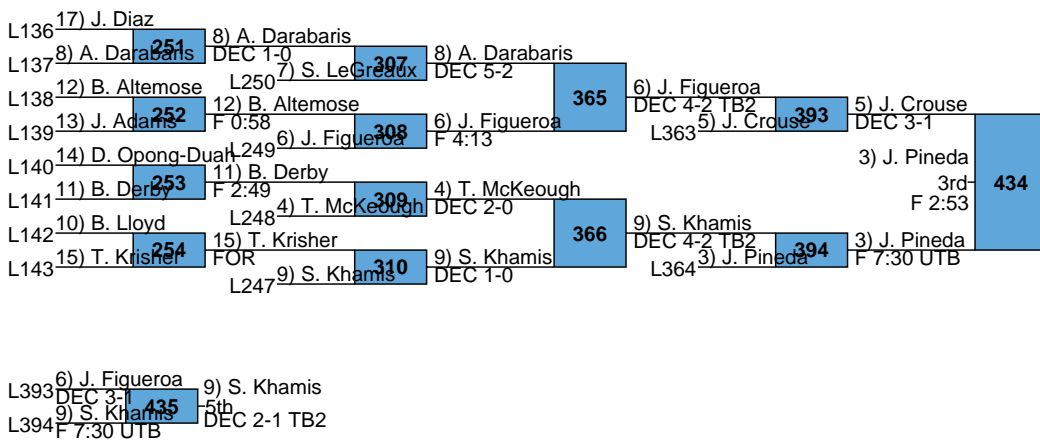 L136 17) J. Diaz
251
L137 8) A. Darabaris
8) A. Darabaris
DEC 1-0
307
L250 7) S. LeGreaux
8) A. Darabaris
DEC 5-2
L138 12) B. Altemose
252
L139 13) J. Adams
12) B. Altemose
F 0:58
308
L249 6) J. Figueroa
6) J. Figueroa
F 4:13
365
6) J. Figueroa
DEC 4-2 TB2
393
L363 5) J. Crouse
5) J. Crouse
DEC 3-1
L140 14) D. Opong-Duah
253
L141 11) B. Derby
11) B. Derby
F 2:49
309
L248 4) T. McKeough
4) T. McKeough
DEC 2-0
L142 10) B. Lloyd
254
L143 15) T. Krisher
15) T. Krisher
FOR
310
L247 9) S. Khamis
9) S. Khamis
DEC 1-0
366
9) S. Khamis
DEC 4-2 TB2
394
L364 3) J. Pineda
3) J. Pineda
F 7:30 UTB
434
3) J. Pineda
3rd
F 2:53
L393 6) J. Figueroa
DEC 3-1
435
L394 9) S. Khamis
F 7:30 UTB
9) S. Khamis
5th
DEC 2-1 TB2